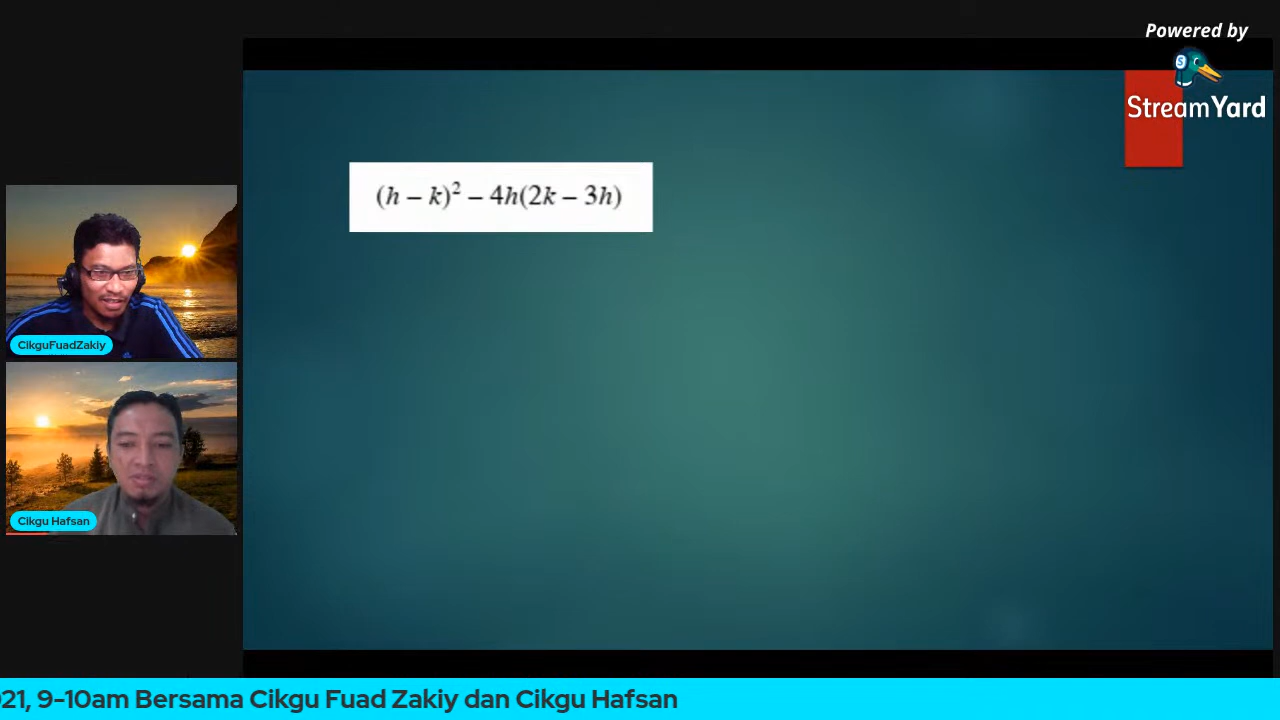 Powered by
StreamYard
(h – k)² – 4h(2k – 3h)
CikguFuadZakiy
Cikgu Hafsan
21, 9-10am Bersama Cikgu Fuad Zakiy dan Cikgu Hafsan